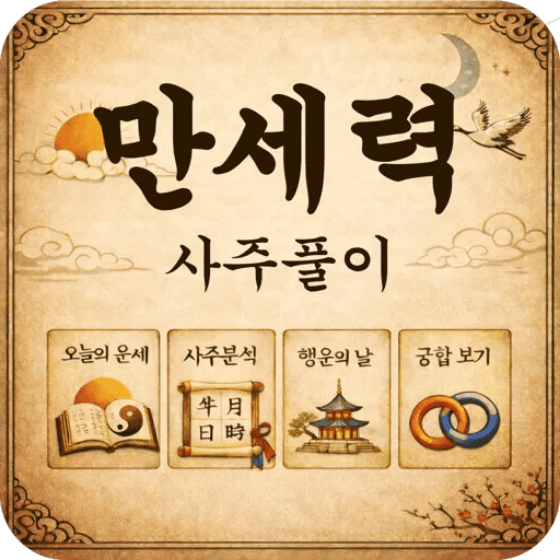 만세력
사주풀이
오늘의 운세
사주분석
행운의 날
궁합 보기
月
日 時